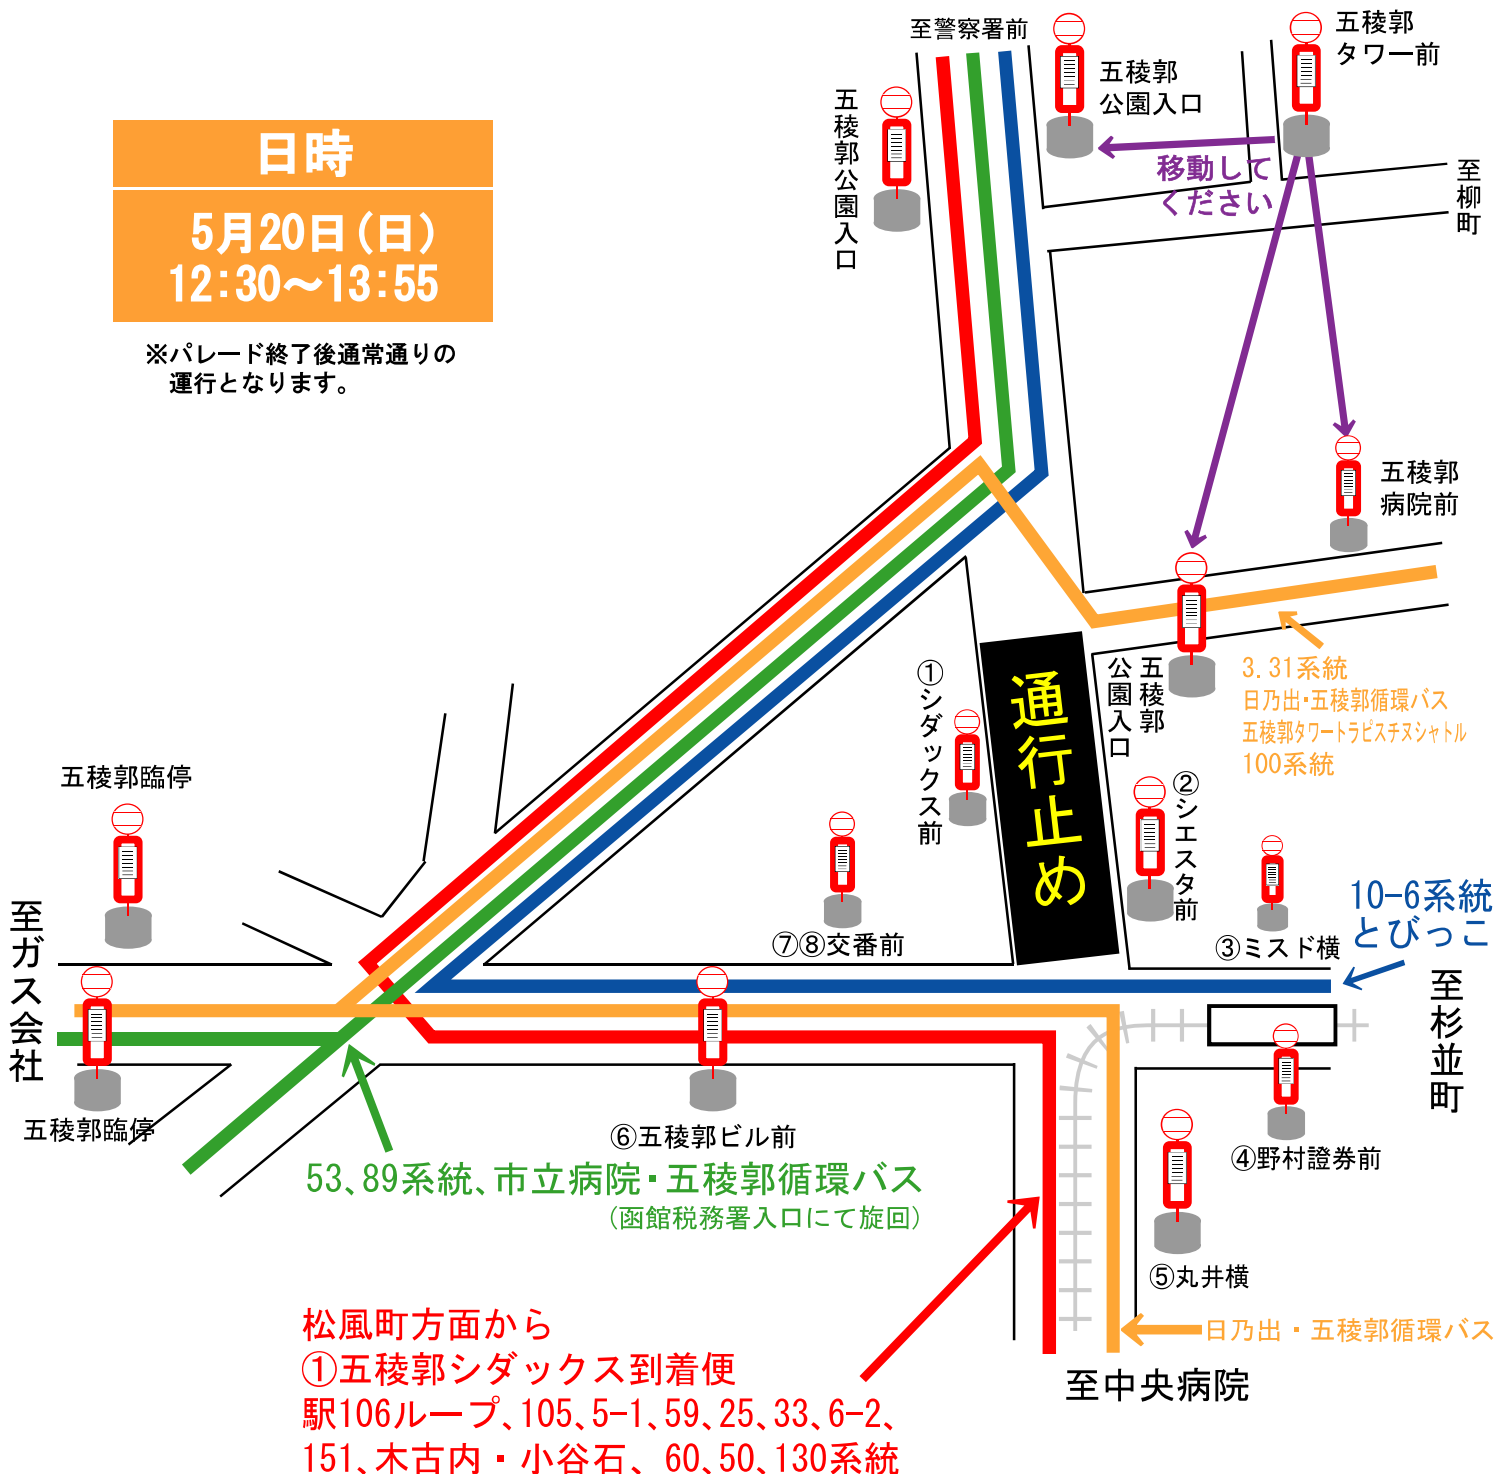 日時
5月20日(日)
12:30～13:55
※パレード終了後通常通りの
運行となります。
至警察署前
五稜郭公園入口
五稜郭
公園入口
五稜郭
タワー前
移動して
ください
至柳町
五稜郭
病院前
通行止め
①シダックス前
五稜郭
公園入口
②シエスタ前
3.31系統
日乃出・五稜郭循環バス
五稜郭タワートラピスチヌシャトル
100系統
五稜郭臨停
至ガス会社
五稜郭臨停
⑦⑧交番前
③ミスド横
10-6系統
とびっこ
至杉並町
⑥五稜郭ビル前
④野村證券前
⑤丸井横
53、89系統、市立病院・五稜郭循環バス
(函館税務署入口にて旋回)
日乃出・五稜郭循環バス
至中央病院
松風町方面から
①五稜郭シダックス到着便
駅106ループ、105、5-1、59、25、33、6-2、
151、木古内・小谷石、60、50、130系統